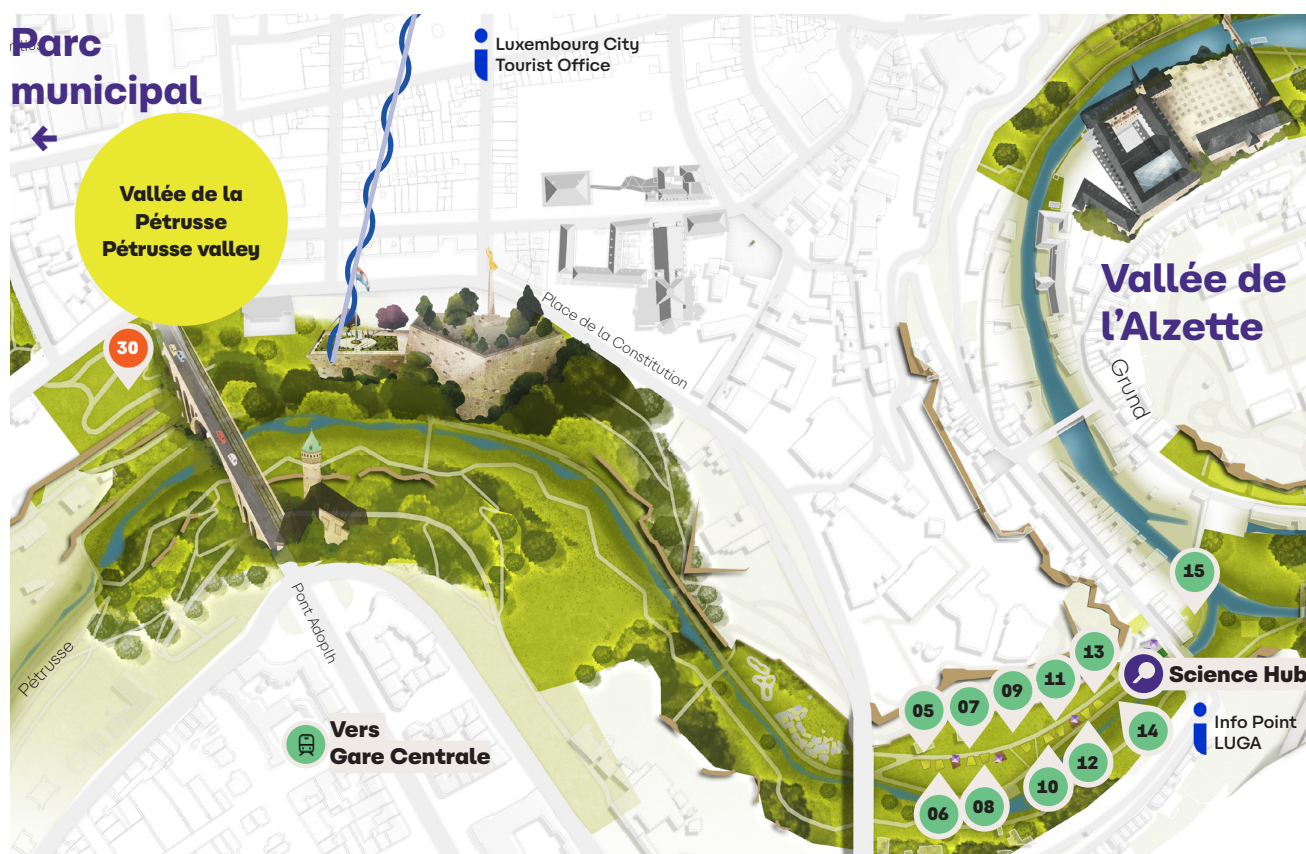 Parc
municipal
Luxembourg City
Tourist Office
Vallée de la
Pétrusse
Pétrusse valley
30
Place de la Constitution
Vallée de
l'Alzette
Grund
Pont Adoplh
Pétrusse
Vers
Gare Centrale
15
13
11
09
07
05
Science Hub
Info Point
LUGA
14
12
10
08
06